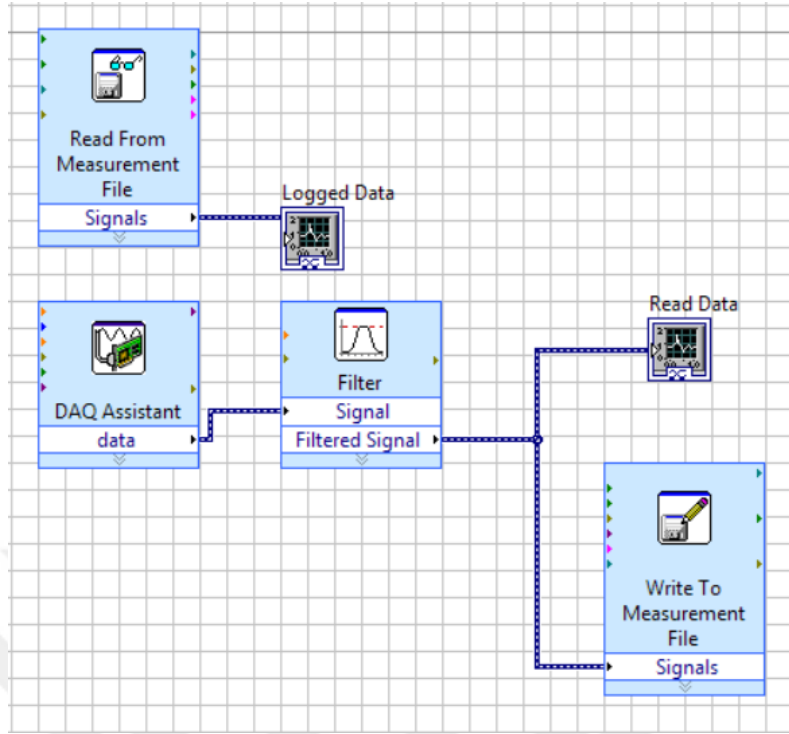 Read From
Measurement
File
Signals
Logged Data
DAQ Assistant
data
Filter
Signal
Filtered Signal
Read Data
Write To
Measurement
File
Signals